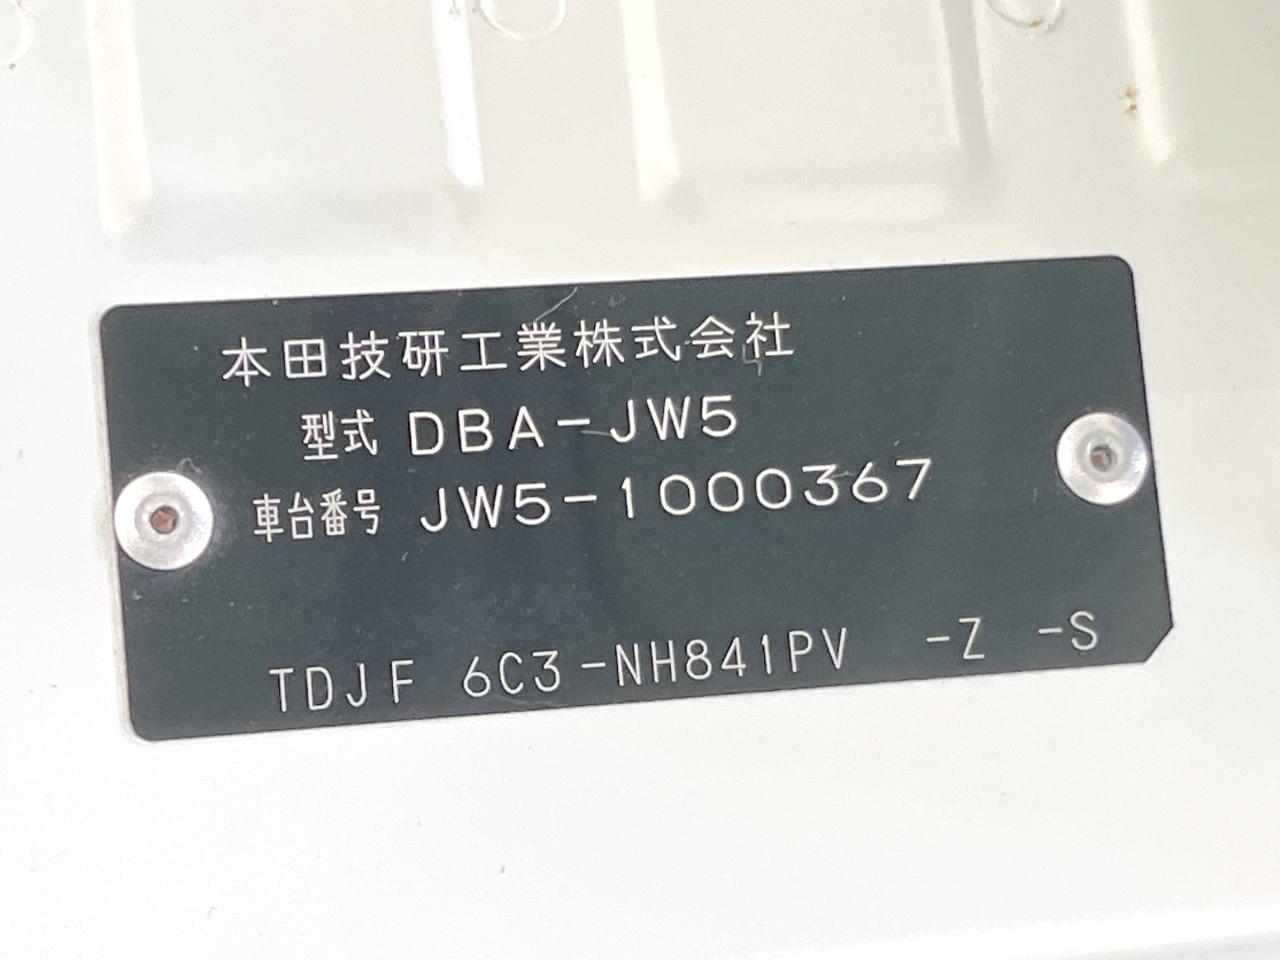 本田技研工業株式会社
型式 DBA-JW5
車台番号 JW5-1000367
TDJF 6C3-NH841PV -Z -S